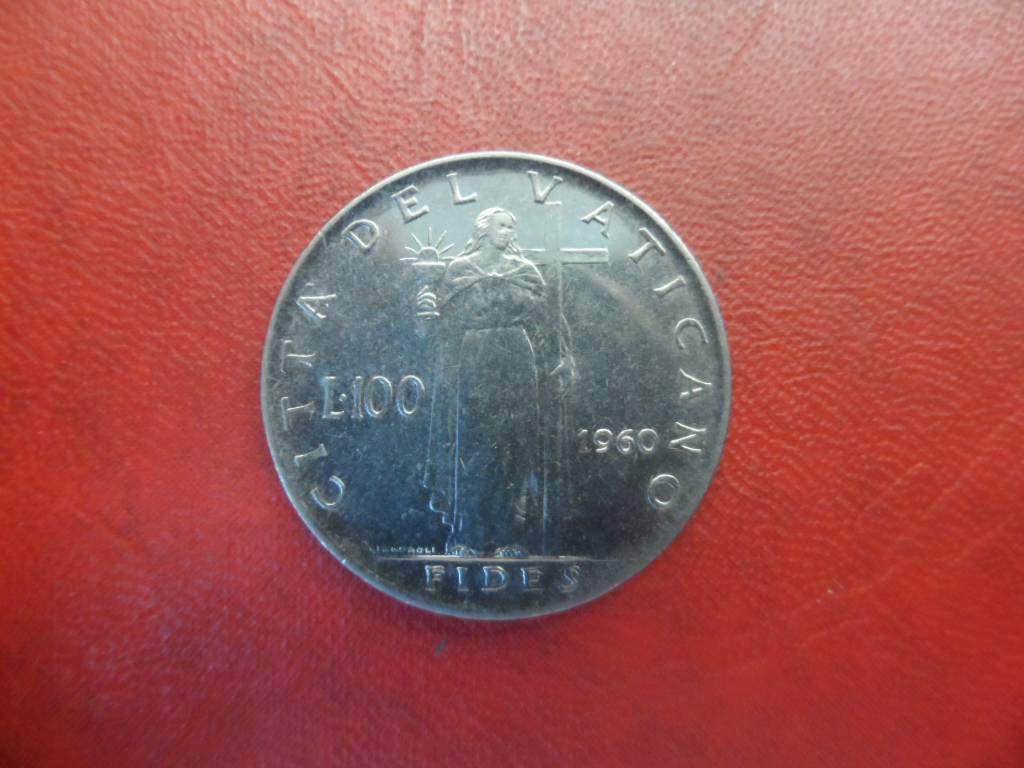 CITTA DEL VATICANO
L·100
1960
FIDES